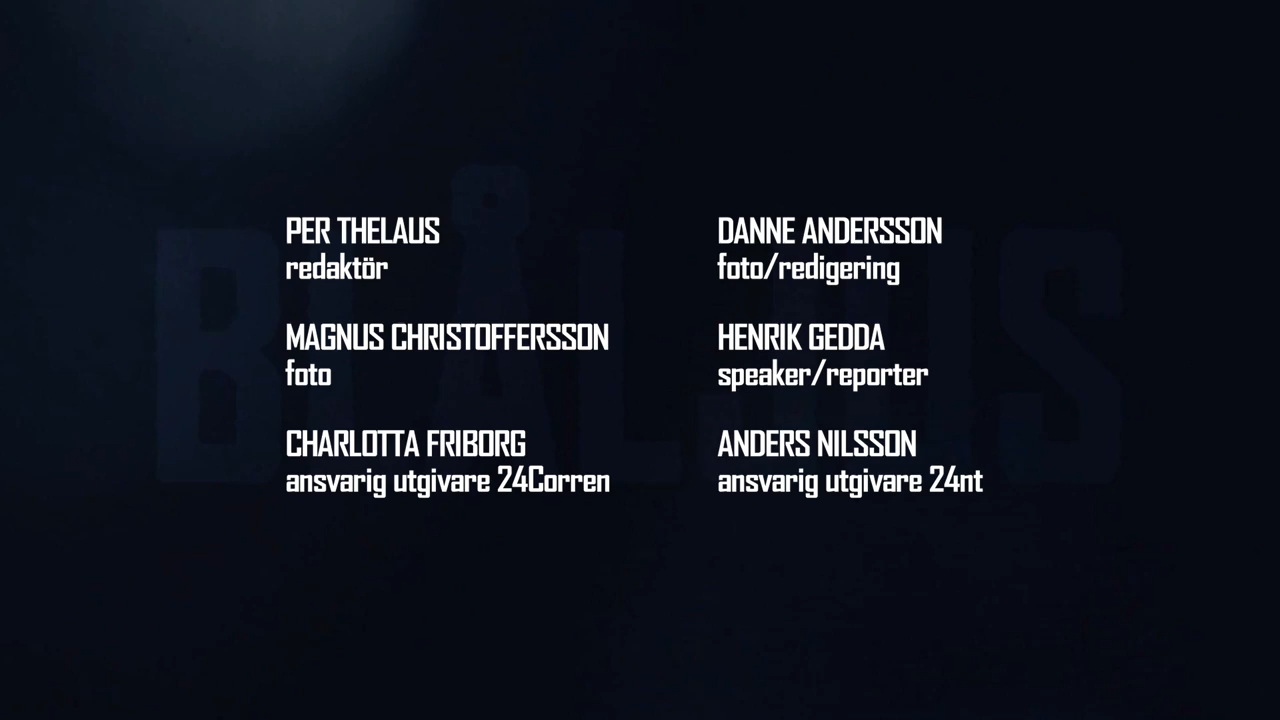 BLÅLJUS
PER THELAUS
redaktör
MAGNUS CHRISTOFFERSSON
foto
CHARLOTTA FRIBORG
ansvarig utgivare 24Corren
DANNE ANDERSSON
foto/redigering
HENRIK GEDDA
speaker/reporter
ANDERS NILSSON
ansvarig utgivare 24nt